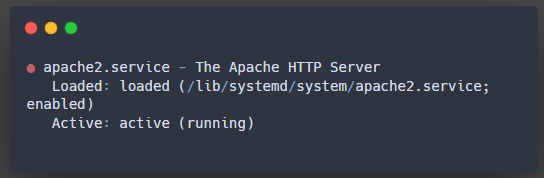 ● apache2.service - The Apache HTTP Server
   Loaded: loaded (/lib/systemd/system/apache2.service;
enabled)
   Active: active (running)